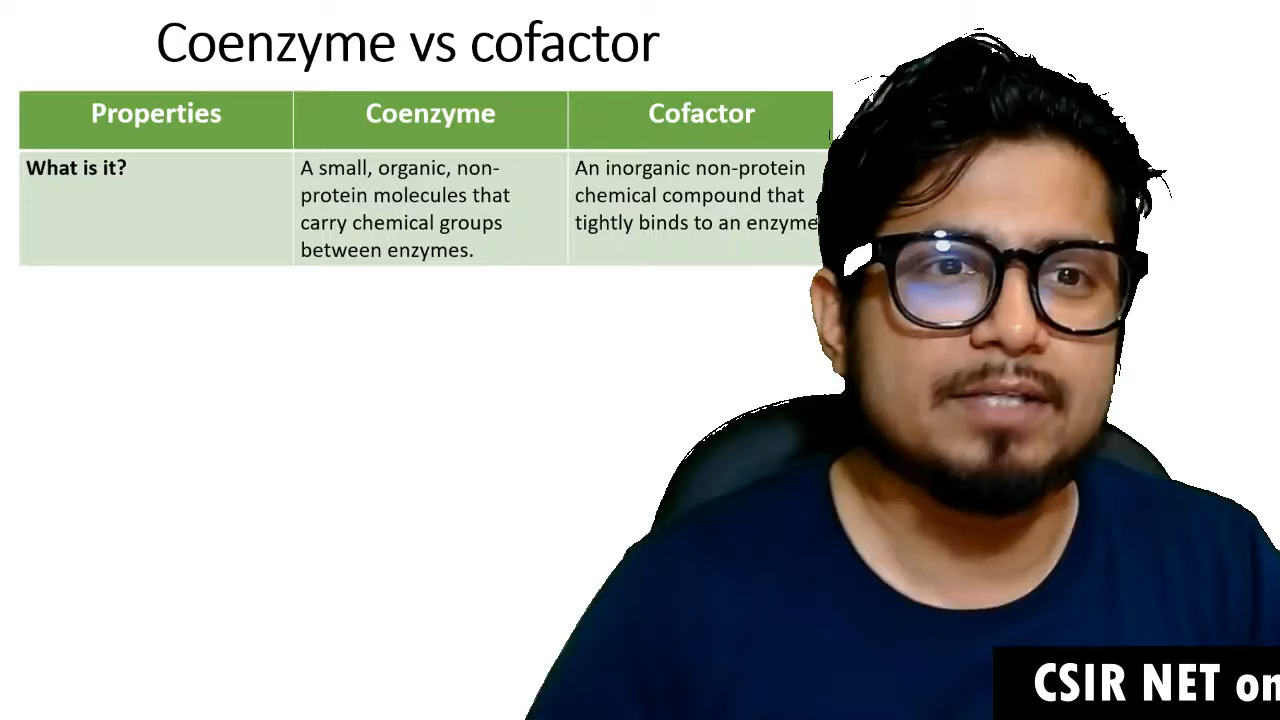 Coenzyme vs cofactor
Properties
Coenzyme
Cofactor
What is it?
A small, organic, non-
protein molecules that
carry chemical groups
between enzymes.
An inorganic non-protein
chemical compound that
tightly binds to an enzyme
CSIR NET